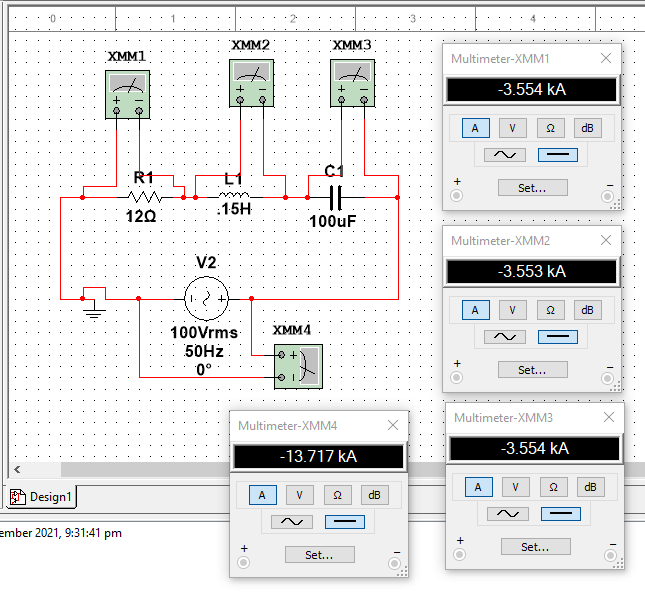 0 1 2 3 4
XMM1
XMM2
XMM3
R1
12Ω
L1
.15H
C1
100uF
V2
100Vrms
50Hz
0°
XMM4
Multimeter-XMM1
-3.554 kA
A V Ω dB
+ Set... −
Multimeter-XMM2
-3.553 kA
A V Ω dB
+ Set... −
Multimeter-XMM4
-13.717 kA
A V Ω dB
+ Set... −
Multimeter-XMM3
-3.554 kA
A V Ω dB
+ Set... −
Design1
ember 2021, 9:31:41 pm